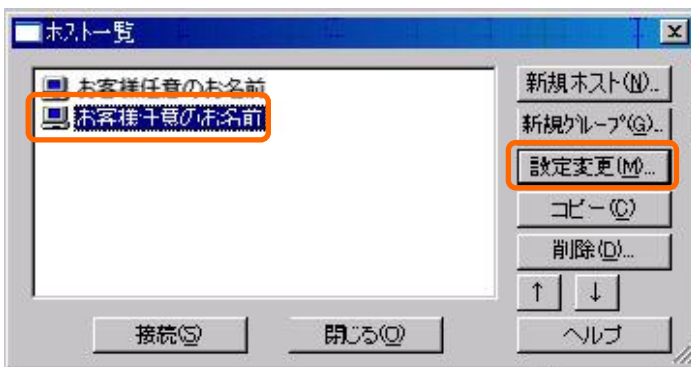 ホスト一覧
お客様任意のお名前
お客様任意のお名前
新規ホスト(N)..
新規グループ(G)..
設定変更(M)...
コピー(C)
削除(D)...
↑ ↓
接続(S)
閉じる(O)
ヘルプ